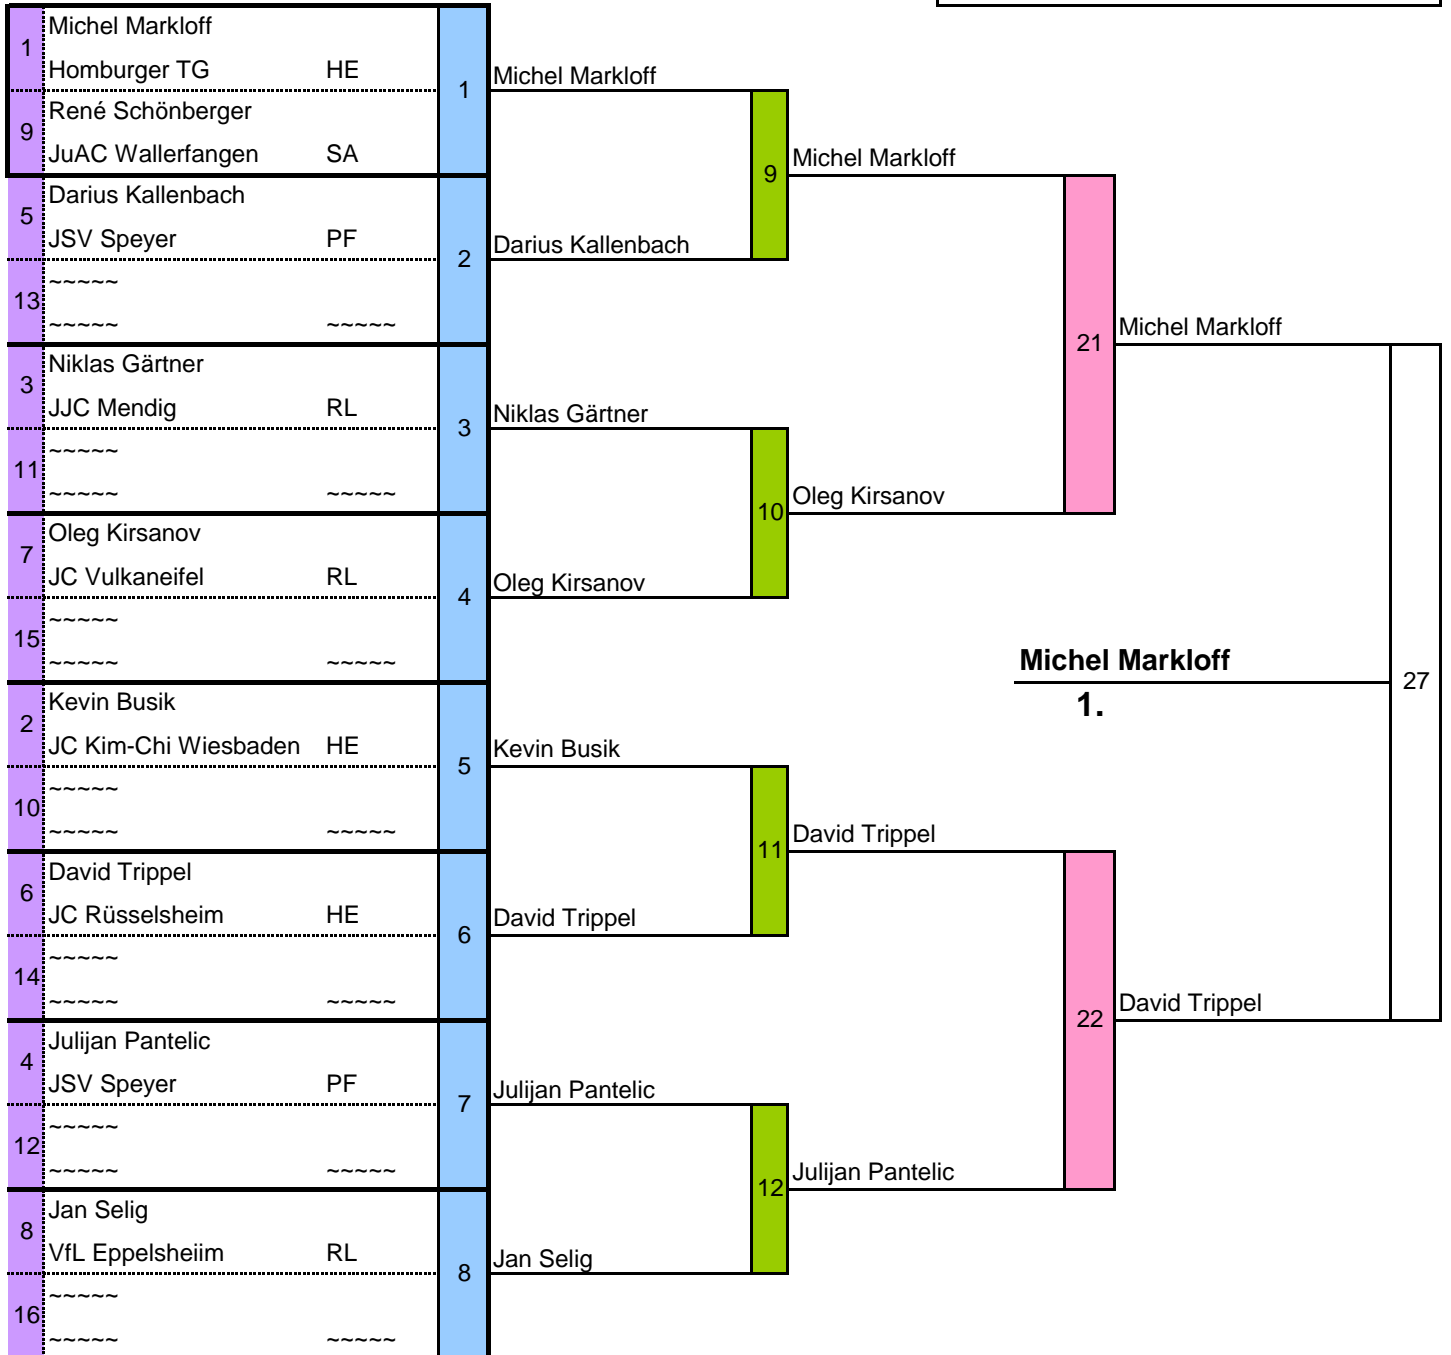 1
Michel Markloff
Homburger TG HE
9
René Schönberger
JuAC Wallerfangen SA
1
5
Darius Kallenbach
JSV Speyer PF
13
~~~~~
~~~~~ ~~~~~
2
3
Niklas Gärtner
JJC Mendig RL
11
~~~~~
~~~~~ ~~~~~
3
7
Oleg Kirsanov
JC Vulkaneifel RL
15
~~~~~
~~~~~ ~~~~~
4
2
Kevin Busik
JC Kim-Chi Wiesbaden HE
10
~~~~~
~~~~~ ~~~~~
5
6
David Trippel
JC Rüsselsheim HE
14
~~~~~
~~~~~ ~~~~~
6
4
Julijan Pantelic
JSV Speyer PF
12
~~~~~
~~~~~ ~~~~~
7
8
Jan Selig
VfL Eppelsheiim RL
16
~~~~~
~~~~~ ~~~~~
8
Michel Markloff
9
Darius Kallenbach
Niklas Gärtner
10
Oleg Kirsanov
Kevin Busik
11
David Trippel
Julijan Pantelic
12
Jan Selig
Michel Markloff
21
Oleg Kirsanov
David Trippel
22
Julijan Pantelic
Michel Markloff
27
David Trippel
Michel Markloff
1.